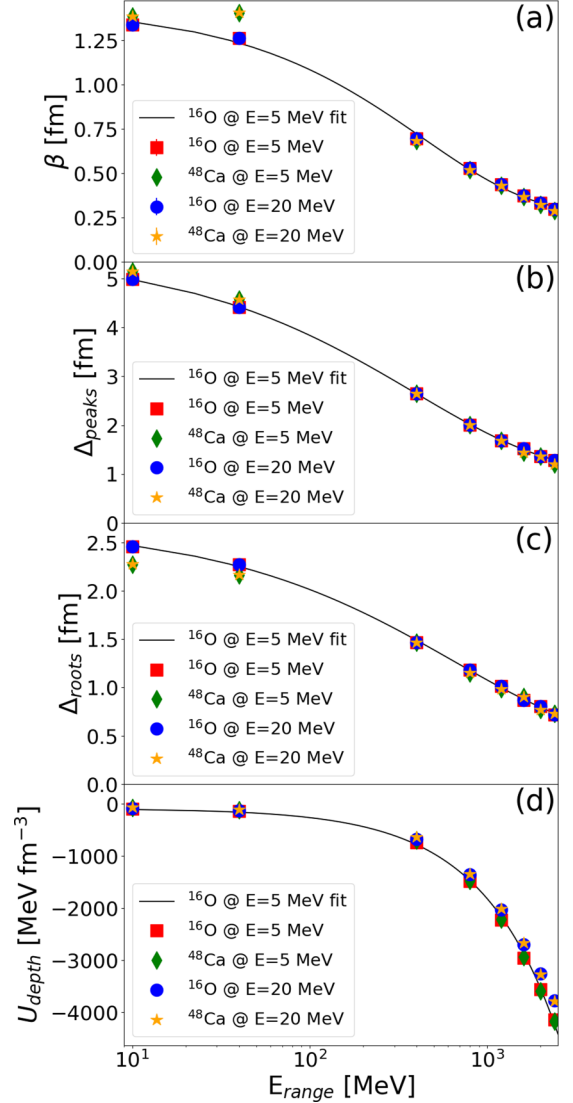 (a)
1.25
1.00
0.75
0.50
0.25
0.00
β [fm]
¹⁶O @ E=5 MeV fit
¹⁶O @ E=5 MeV
⁴⁸Ca @ E=5 MeV
¹⁶O @ E=20 MeV
⁴⁸Ca @ E=20 MeV
(b)
5
4
3
2
1
0
Δpeaks [fm]
¹⁶O @ E=5 MeV fit
¹⁶O @ E=5 MeV
⁴⁸Ca @ E=5 MeV
¹⁶O @ E=20 MeV
⁴⁸Ca @ E=20 MeV
(c)
2.5
2.0
1.5
1.0
0.5
0.0
Δroots [fm]
¹⁶O @ E=5 MeV fit
¹⁶O @ E=5 MeV
⁴⁸Ca @ E=5 MeV
¹⁶O @ E=20 MeV
⁴⁸Ca @ E=20 MeV
(d)
0
−1000
−2000
−3000
−4000
Udepth [MeV fm⁻³]
¹⁶O @ E=5 MeV fit
¹⁶O @ E=5 MeV
⁴⁸Ca @ E=5 MeV
¹⁶O @ E=20 MeV
⁴⁸Ca @ E=20 MeV
10¹ 10² 10³
Erange [MeV]